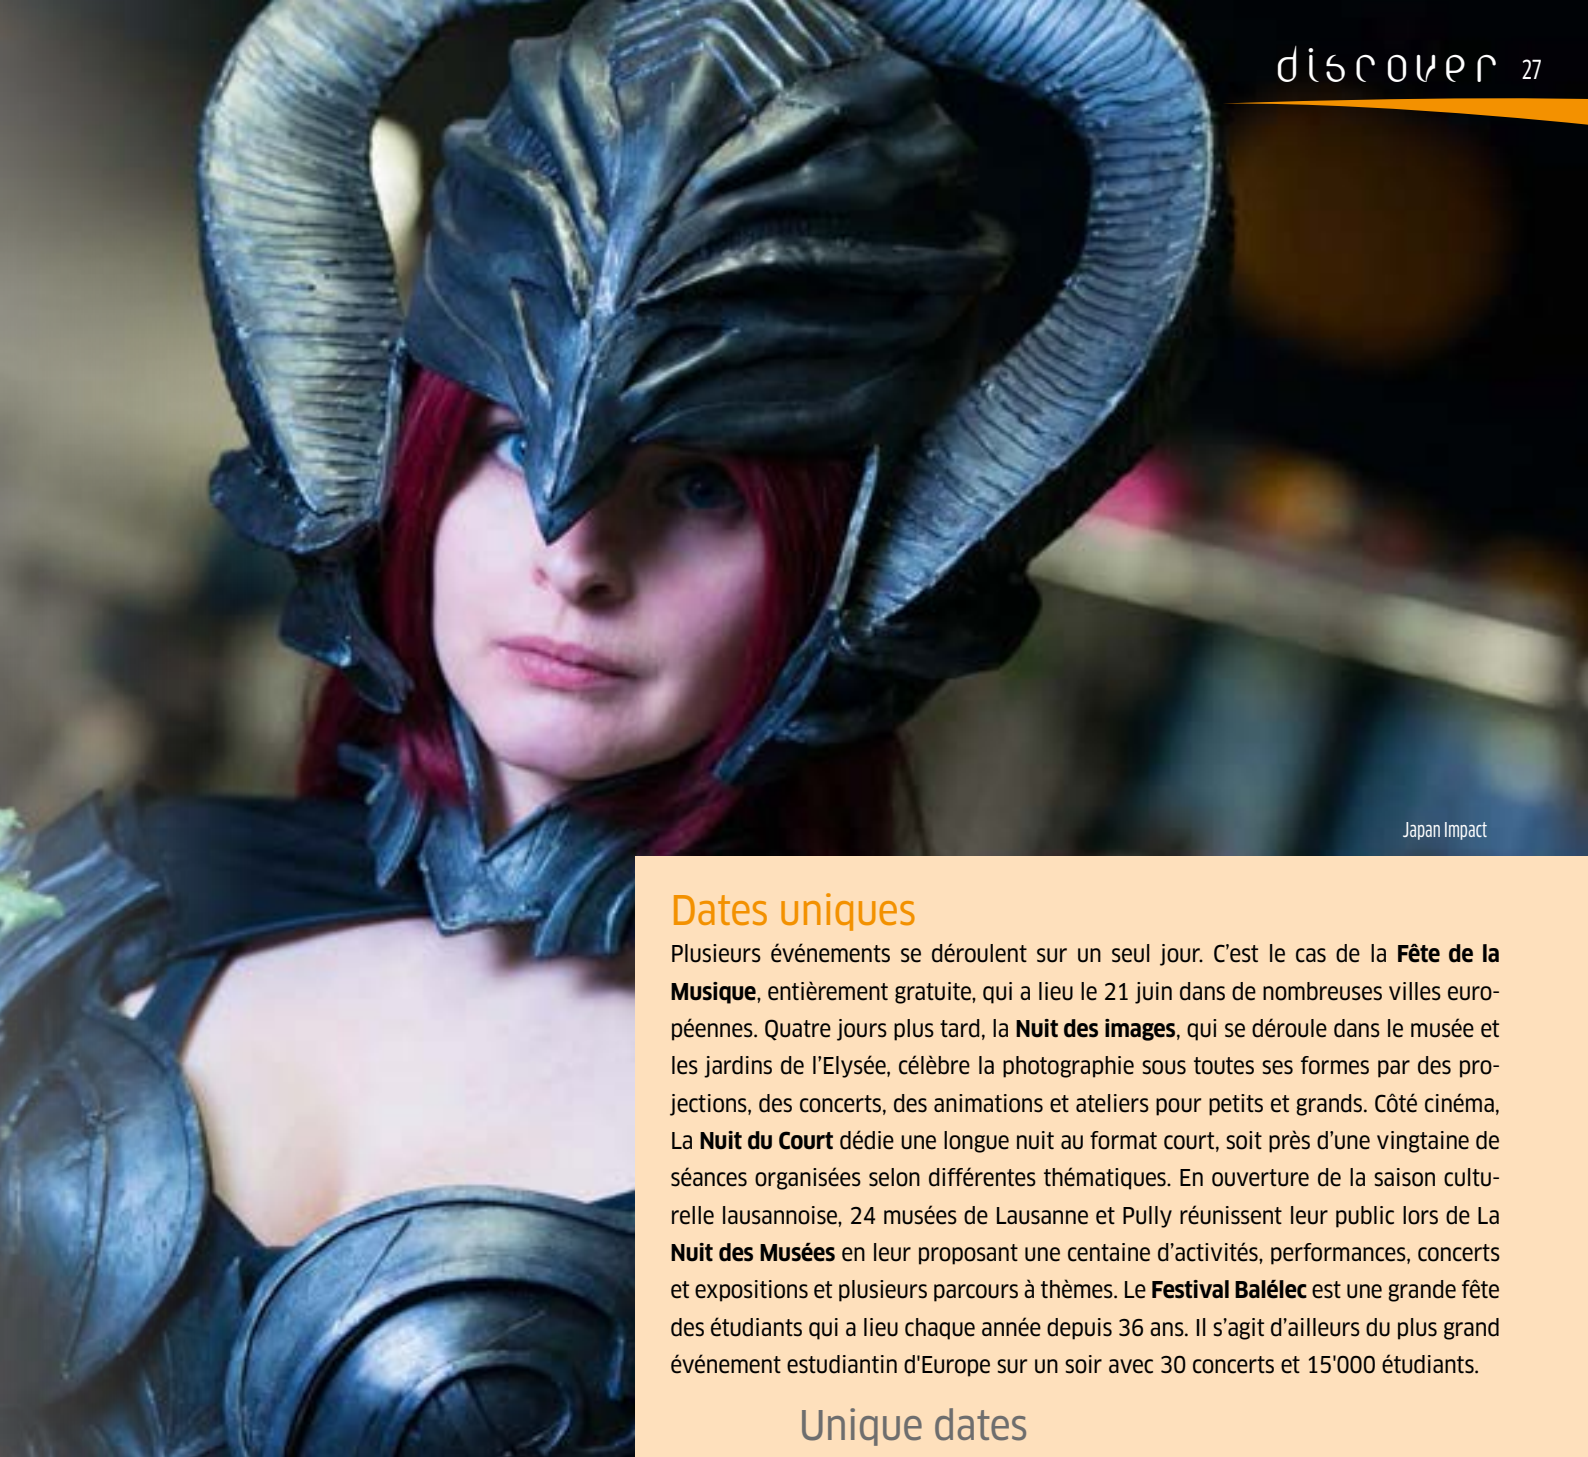 discover 27
Japan Impact
Dates uniques
Plusieurs événements se déroulent sur un seul jour. C’est le cas de la Fête de la
Musique, entièrement gratuite, qui a lieu le 21 juin dans de nombreuses villes euro-
péennes. Quatre jours plus tard, la Nuit des images, qui se déroule dans le musée et
les jardins de l’Elysée, célèbre la photographie sous toutes ses formes par des pro-
jections, des concerts, des animations et ateliers pour petits et grands. Côté cinéma,
La Nuit du Court dédie une longue nuit au format court, soit près d’une vingtaine de
séances organisées selon différentes thématiques. En ouverture de la saison cultu-
relle lausannoise, 24 musées de Lausanne et Pully réunissent leur public lors de La
Nuit des Musées en leur proposant une centaine d’activités, performances, concerts
et expositions et plusieurs parcours à thèmes. Le Festival Balélec est une grande fête
des étudiants qui a lieu chaque année depuis 36 ans. Il s’agit d’ailleurs du plus grand
événement estudiantin d'Europe sur un soir avec 30 concerts et 15'000 étudiants.
Unique dates